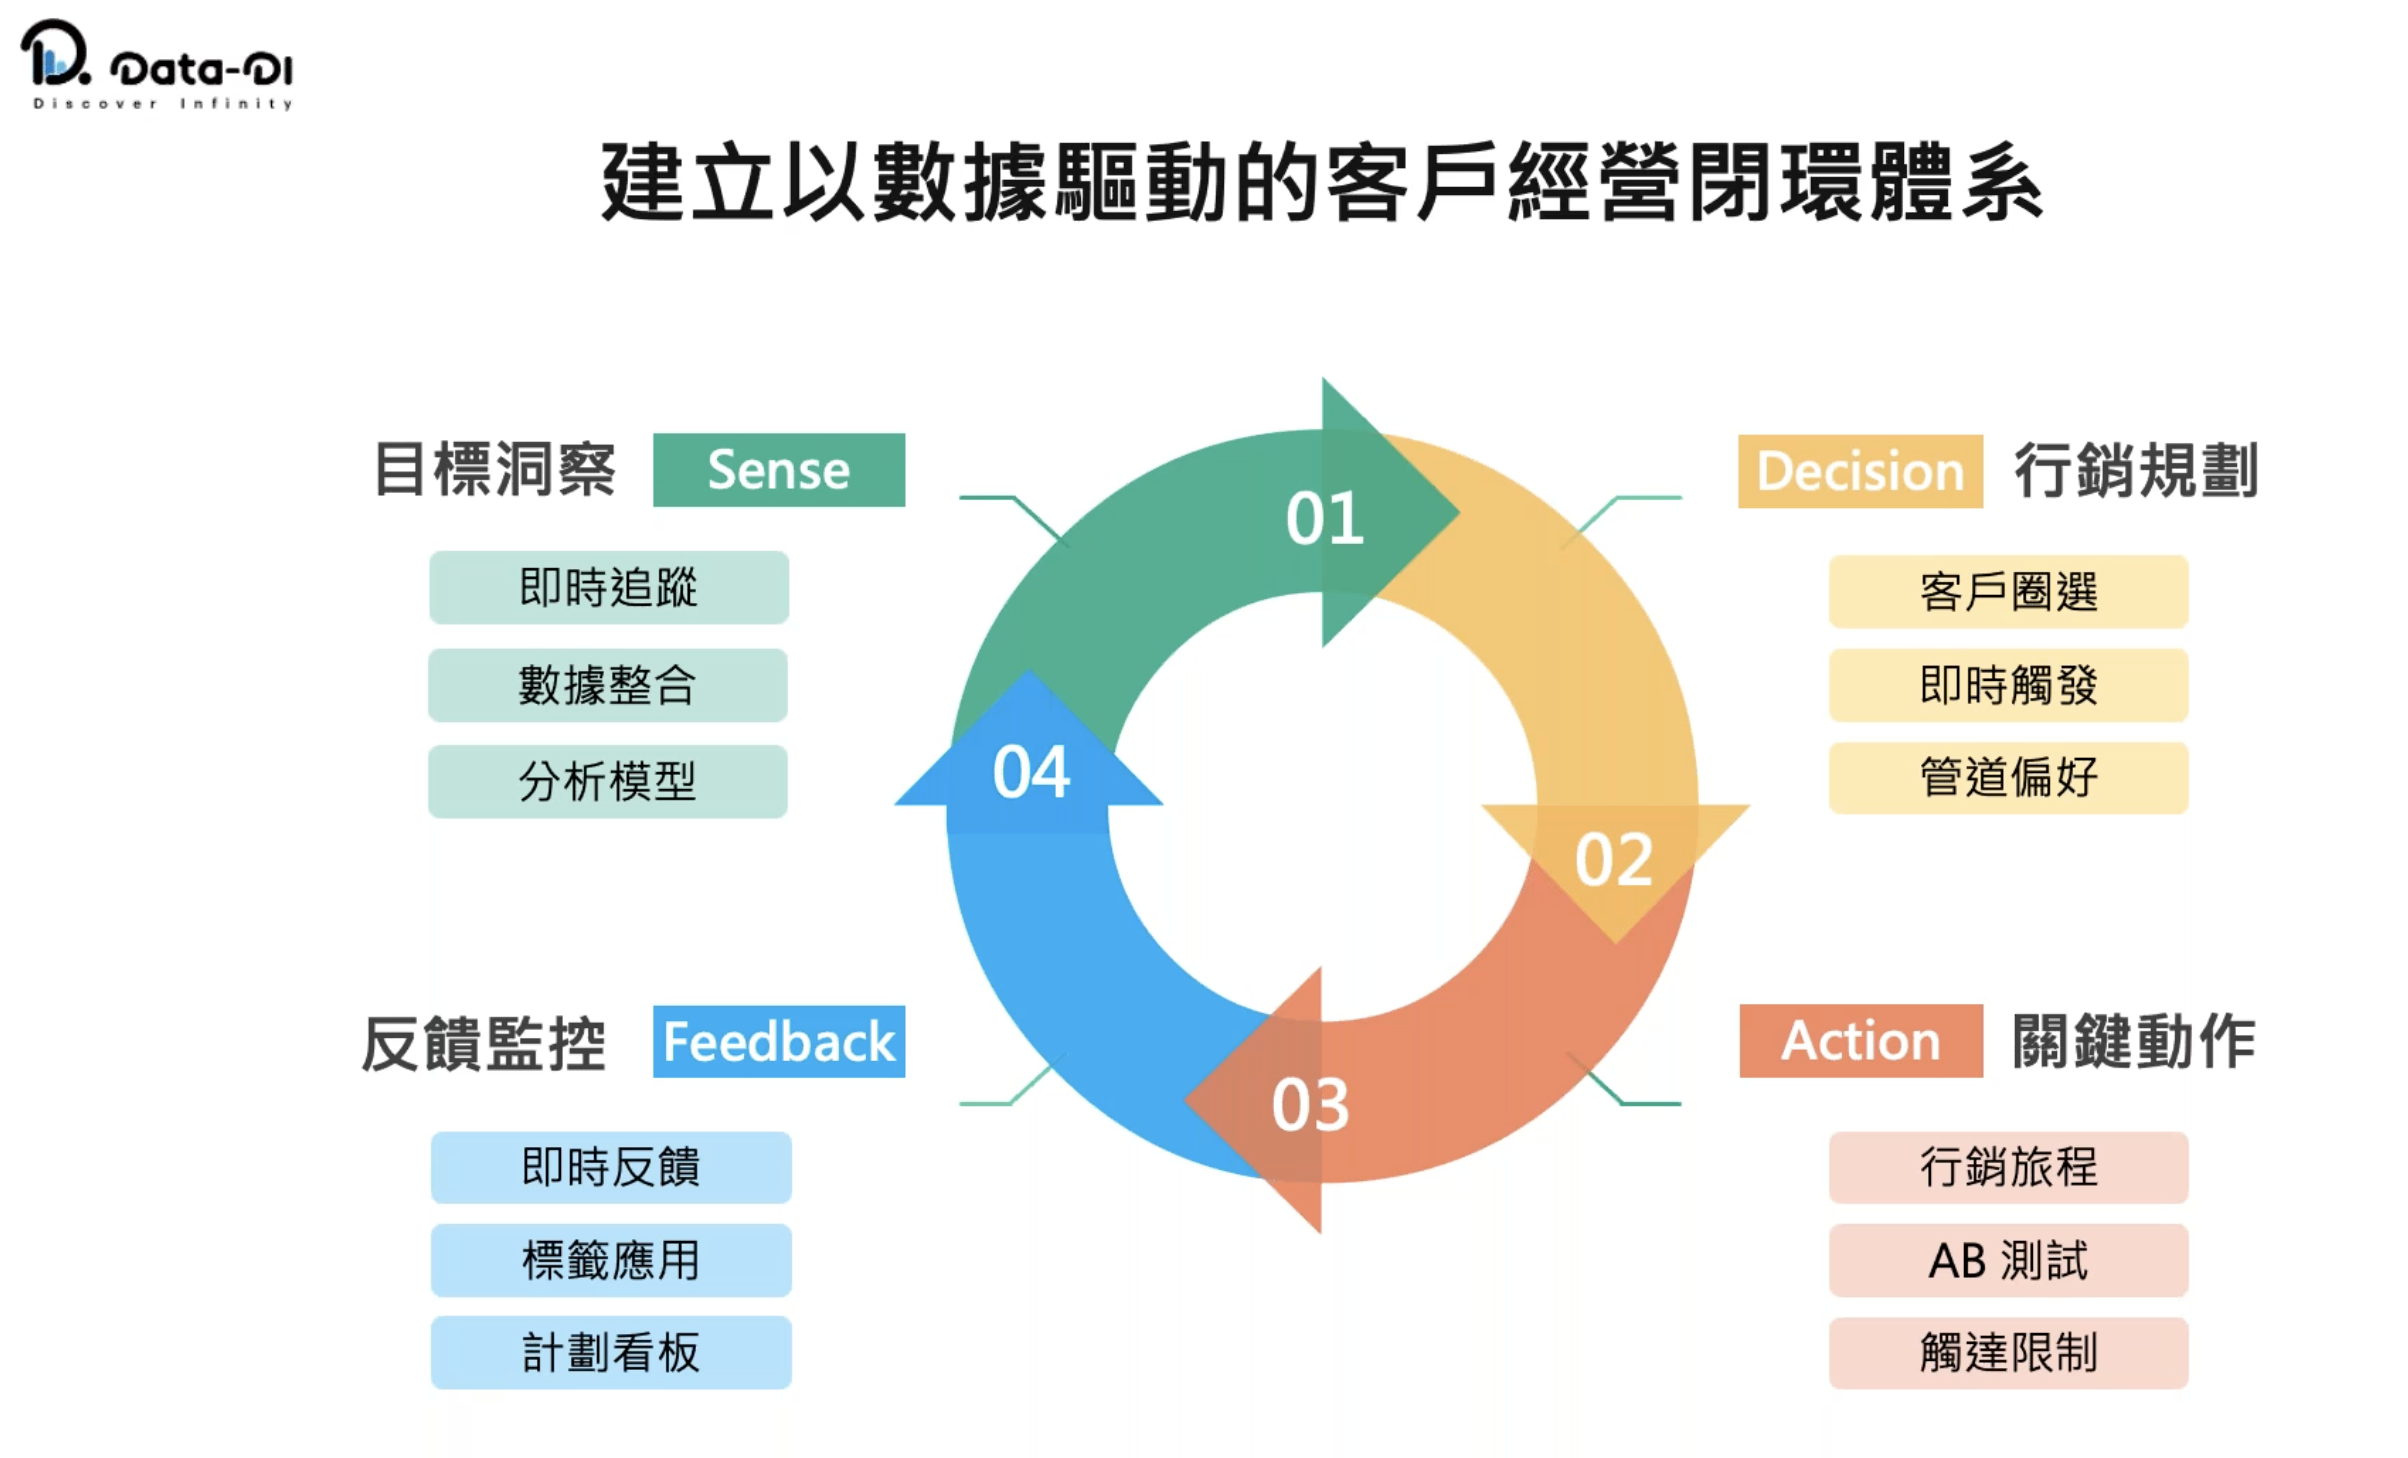 Data-DI
Discover Infinity
建立以數據驅動的客戶經營閉環體系
目標洞察 Sense
即時追蹤
數據整合
分析模型
01
Decision 行銷規劃
客戶圈選
即時觸發
管道偏好
02
Action 關鍵動作
行銷旅程
AB 測試
觸達限制
03
反饋監控 Feedback
即時反饋
標籤應用
計劃看板
04